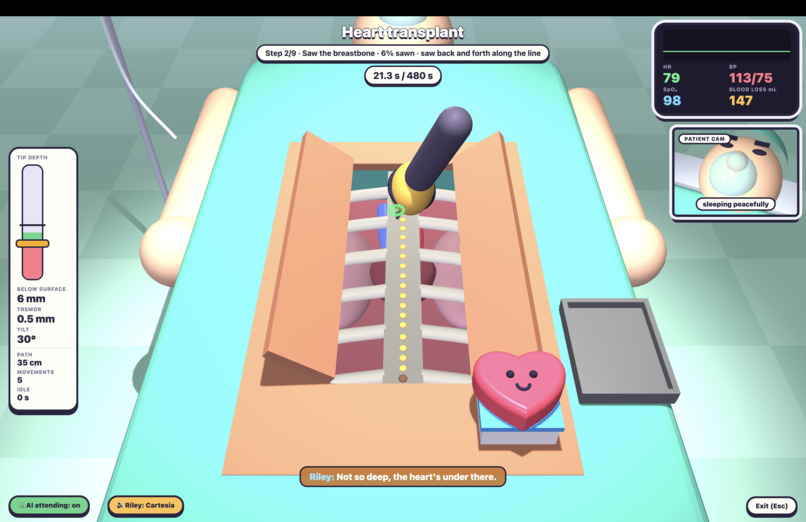 Heart transplant
Step 2/9 · Saw the breastbone · 6% sawn · saw back and forth along the line
21.3 s / 480 s
HR
79
BP
113/75
SpO₂
98
BLOOD LOSS mL
147
PATIENT CAM
sleeping peacefully
TIP DEPTH
BELOW SURFACE
6 mm
TREMOR
0.5 mm
TILT
30°
PATH
35 cm
MOVEMENTS
5
IDLE
0 s
Riley: Not so deep, the heart's under there.
AI attending: on
Riley: Cartesia
Exit (Esc)